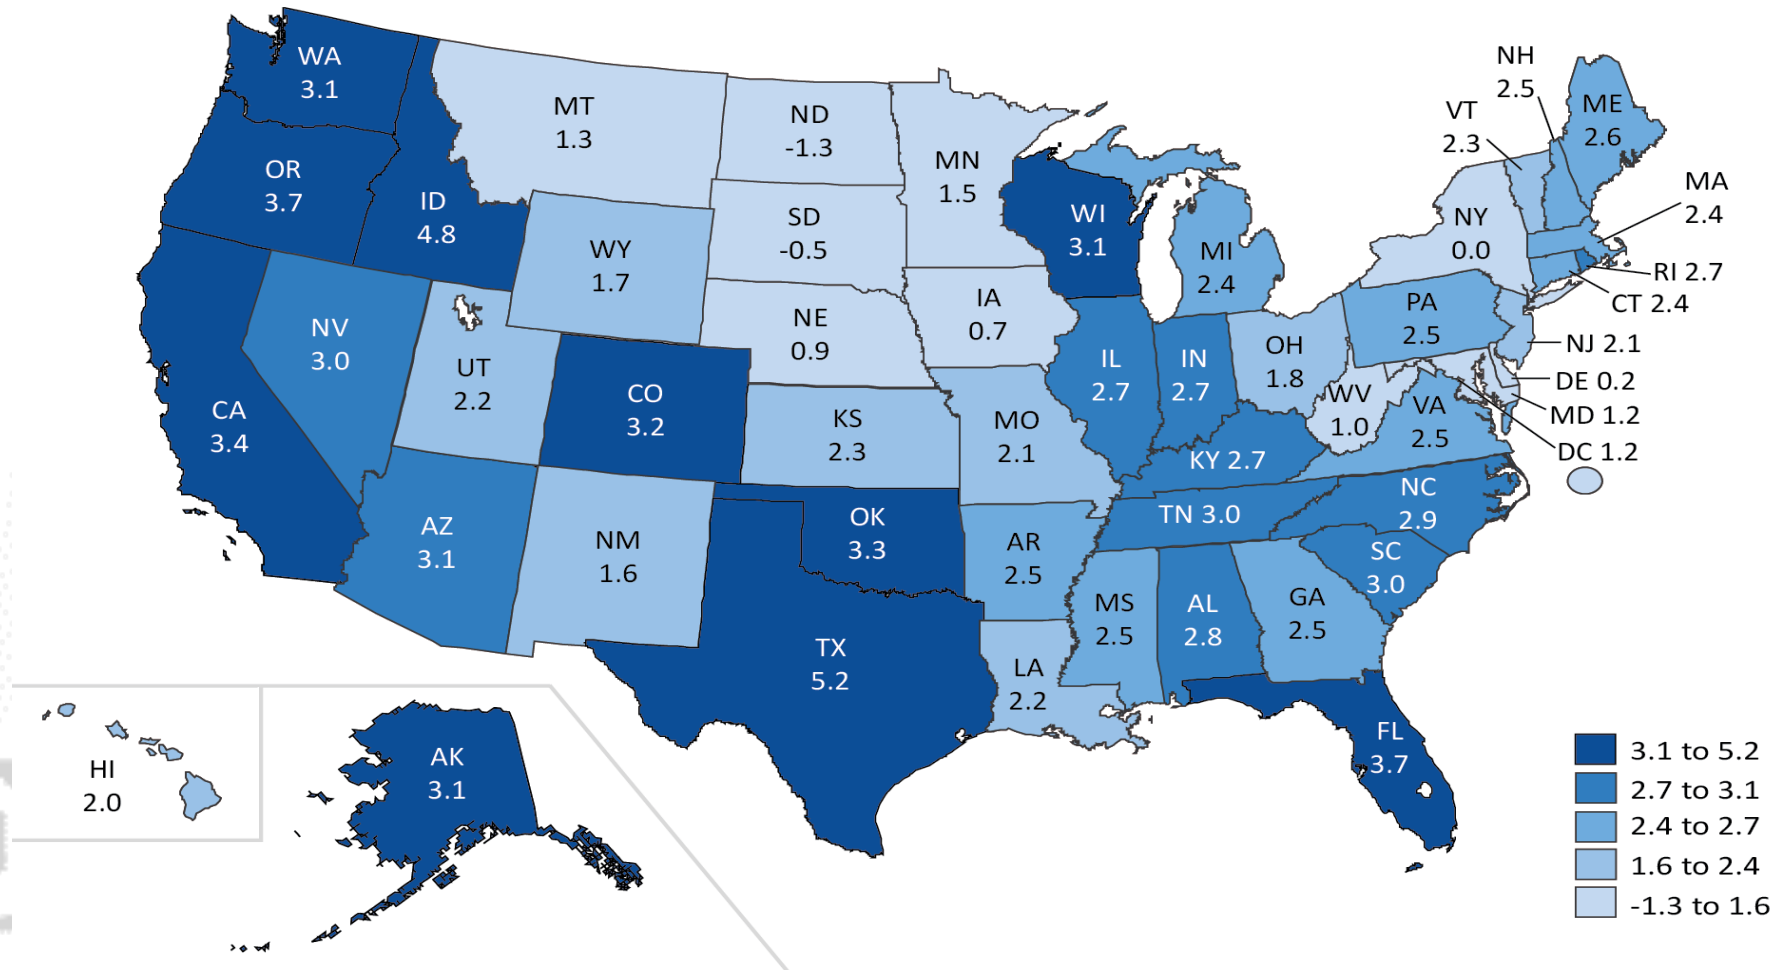 WA
3.1
OR
3.7
CA
3.4
ID
4.8
NV
3.0
MT
1.3
WY
1.7
UT
2.2
CO
3.2
AZ
3.1
NM
1.6
ND
-1.3
SD
-0.5
NE
0.9
KS
2.3
OK
3.3
TX
5.2
MN
1.5
IA
0.7
MO
2.1
AR
2.5
LA
2.2
WI
3.1
IL
2.7
MI
2.4
IN
2.7
OH
1.8
KY 2.7
TN 3.0
MS
2.5
AL
2.8
GA
2.5
FL
3.7
SC
3.0
NC
2.9
VA
2.5
WV
1.0
PA
2.5
NY
0.0
VT
2.3
NH
2.5
ME
2.6
MA
2.4
RI 2.7
CT 2.4
NJ 2.1
DE 0.2
MD 1.2
DC 1.2
HI
2.0
AK
3.1
3.1 to 5.2
2.7 to 3.1
2.4 to 2.7
1.6 to 2.4
-1.3 to 1.6